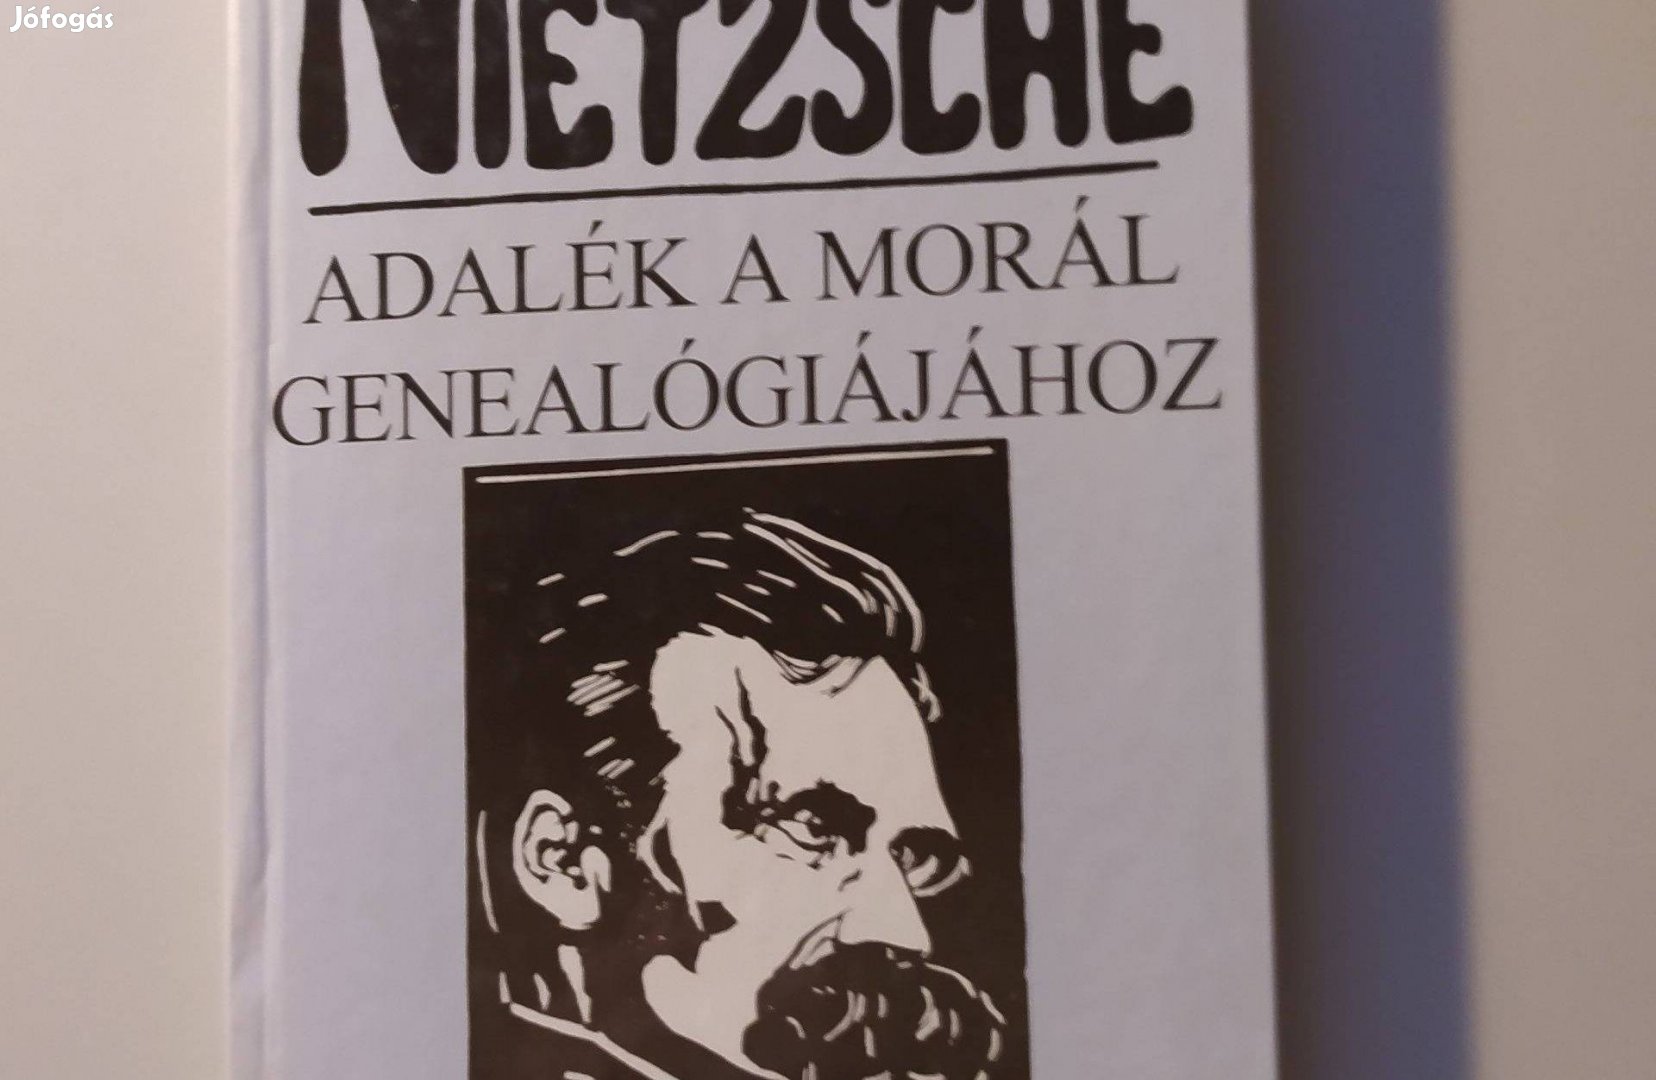 Jófogás
NIETZSCHE
ADALÉK A MORÁL
GENEALÓGIÁJÁHOZ